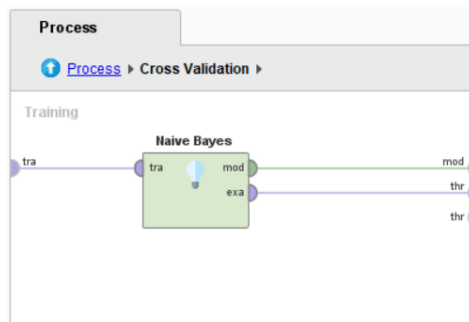 Process
Process Cross Validation
Training
Naive Bayes
tra tra mod mod
exa thr
thr